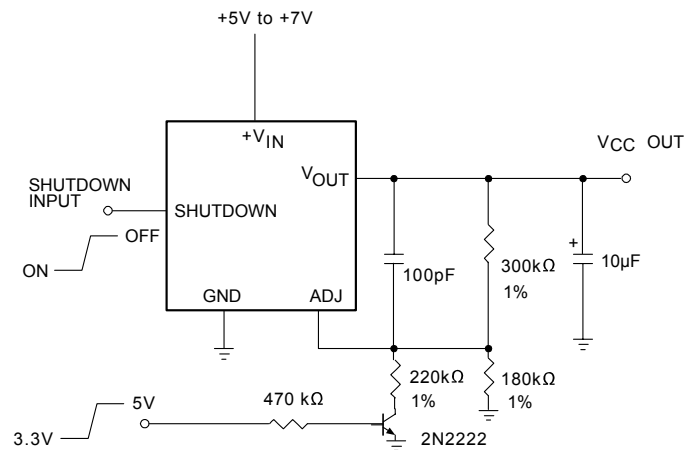 +5V to +7V
+VIN
VCC OUT
VOUT
SHUTDOWN
INPUT
SHUTDOWN
OFF
ON
+
100pF
300kΩ
1%
10µF
GND
ADJ
220kΩ
1%
180kΩ
1%
470 kΩ
5V
3.3V
2N2222